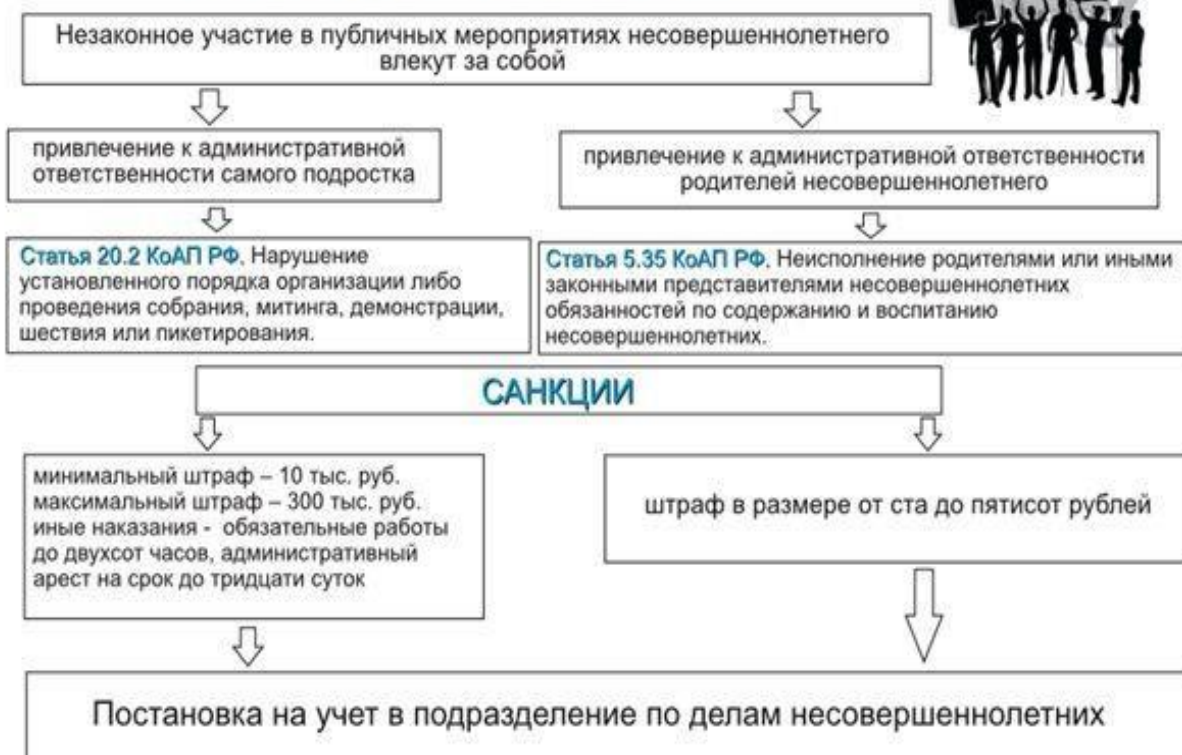 Незаконное участие в публичных мероприятиях несовершеннолетнего
влекут за собой
привлечение к административной
ответственности самого подростка
привлечение к административной ответственности
родителей несовершеннолетнего
Статья 20.2 КоАП РФ. Нарушение
установленного порядка организации либо
проведения собрания, митинга, демонстрации,
шествия или пикетирования.
Статья 5.35 КоАП РФ. Неисполнение родителями или иными
законными представителями несовершеннолетних
обязанностей по содержанию и воспитанию
несовершеннолетних.
САНКЦИИ
минимальный штраф – 10 тыс. руб.
максимальный штраф – 300 тыс. руб.
иные наказания - обязательные работы
до двухсот часов, административный
арест на срок до тридцати суток
штраф в размере от ста до пятисот рублей
Постановка на учет в подразделение по делам несовершеннолетних